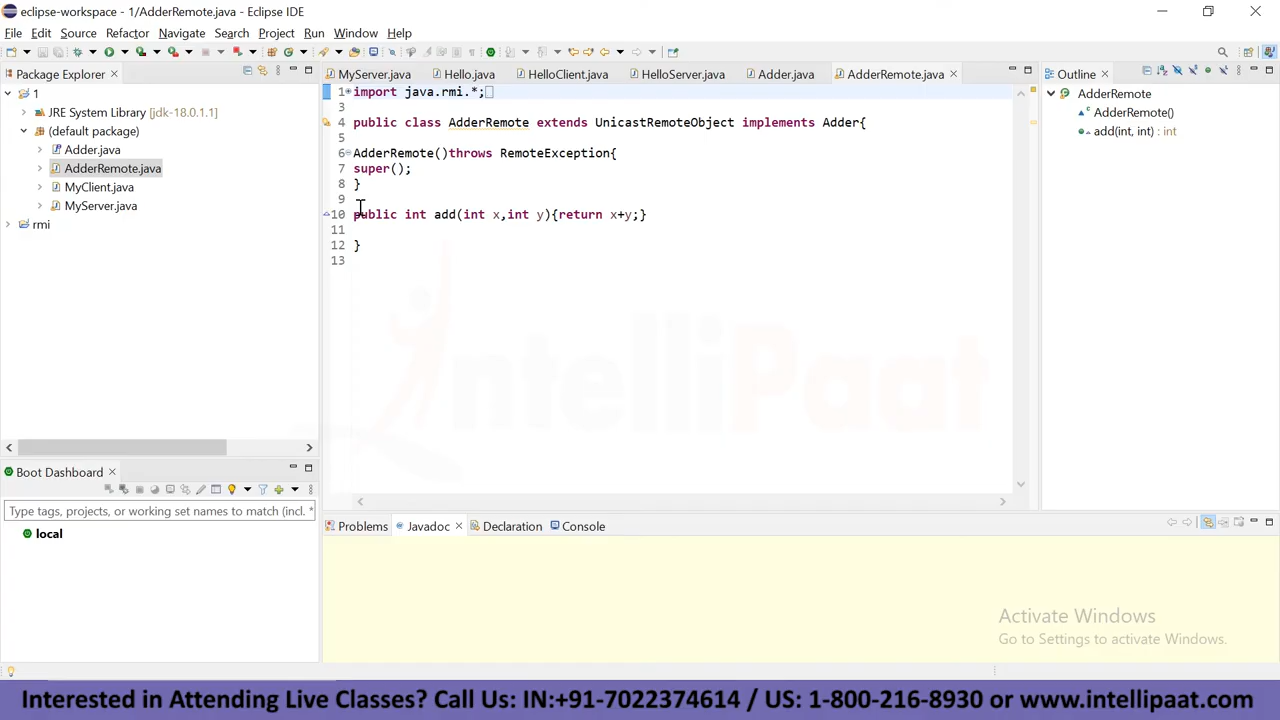 eclipse-workspace - 1/AdderRemote.java - Eclipse IDE
File Edit Source Refactor Navigate Search Project Run Window Help
Package Explorer
1
JRE System Library [jdk-18.0.1.1]
(default package)
Adder.java
AdderRemote.java
MyClient.java
MyServer.java
rmi
MyServer.java Hello.java HelloClient.java HelloServer.java Adder.java AdderRemote.java
1 import java.rmi.*;
3
4 public class AdderRemote extends UnicastRemoteObject implements Adder{
5
6 AdderRemote()throws RemoteException{
7 super();
8 }
9
10 public int add(int x,int y){return x+y;}
11
12 }
13
Outline
AdderRemote
AdderRemote()
add(int, int) : int
Boot Dashboard
Type tags, projects, or working set names to match (incl. *
local
Problems Javadoc Declaration Console
IntelliPaat
Activate Windows
Go to Settings to activate Windows.
Interested in Attending Live Classes? Call Us: IN:+91-7022374614 / US: 1-800-216-8930 or www.intellipaat.com